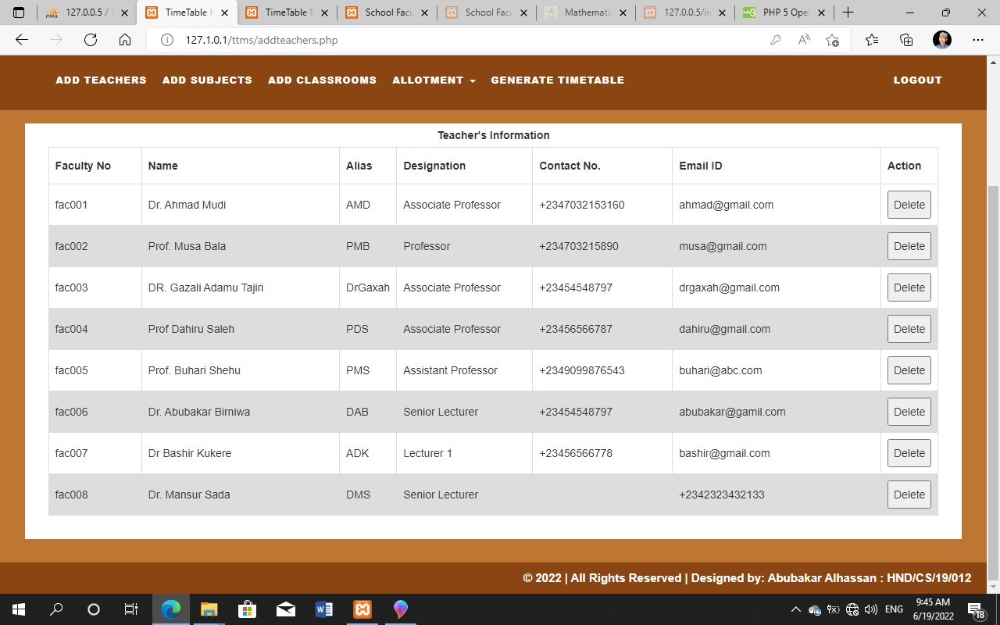 127.0.0.5 /
TimeTable
TimeTable
School Facu
School Facu
Mathemati
127.0.0.5/in
PHP 5 Ope
127.1.0.1/ttms/addteachers.php
ADD TEACHERS ADD SUBJECTS ADD CLASSROOMS ALLOTMENT GENERATE TIMETABLE LOGOUT
Teacher's Information
Faculty No Name Alias Designation Contact No. Email ID Action
fac001 Dr. Ahmad Mudi AMD Associate Professor +2347032153160 ahmad@gmail.com Delete
fac002 Prof. Musa Bala PMB Professor +234703215890 musa@gmail.com Delete
fac003 DR. Gazali Adamu Tajiri DrGaxah Associate Professor +23454548797 drgaxah@gmail.com Delete
fac004 Prof Dahiru Saleh PDS Associate Professor +23456566787 dahiru@gmail.com Delete
fac005 Prof. Buhari Shehu PMS Assistant Professor +2349099876543 buhari@abc.com Delete
fac006 Dr. Abubakar Birniwa DAB Senior Lecturer +23454548797 abubakar@gamil.com Delete
fac007 Dr Bashir Kukere ADK Lecturer 1 +23456566778 bashir@gmail.com Delete
fac008 Dr. Mansur Sada DMS Senior Lecturer +2342323432133 Delete
© 2022 | All Rights Reserved | Designed by: Abubakar Alhassan : HND/CS/19/012
ENG
9:45 AM
6/19/2022
18